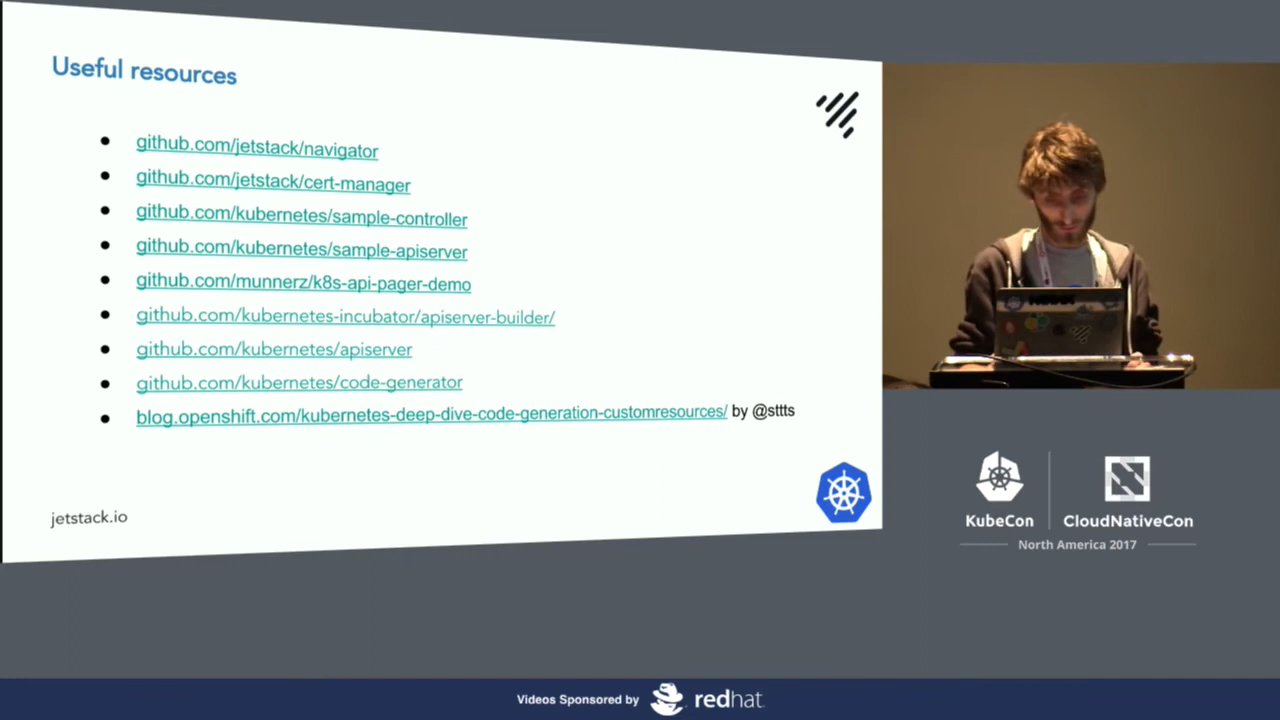 Useful resources
github.com/jetstack/navigator
github.com/jetstack/cert-manager
github.com/kubernetes/sample-controller
github.com/kubernetes/sample-apiserver
github.com/munnerz/k8s-api-pager-demo
github.com/kubernetes-incubator/apiserver-builder/
github.com/kubernetes/apiserver
github.com/kubernetes/code-generator
blog.openshift.com/kubernetes-deep-dive-code-generation-customresources/ by @sttts
jetstack.io
KubeCon
CloudNativeCon
North America 2017
Videos Sponsored by
redhat